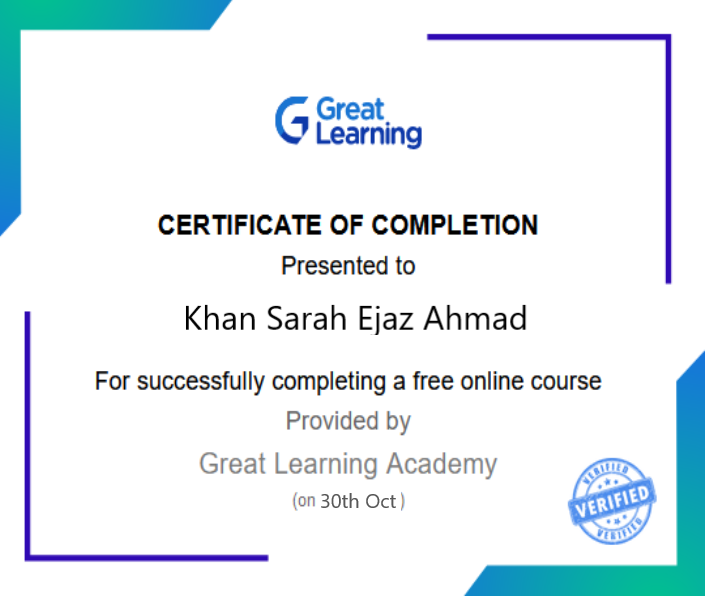 Great
Learning
CERTIFICATE OF COMPLETION
Presented to
Khan Sarah Ejaz Ahmad
For successfully completing a free online course
Provided by
Great Learning Academy
(on 30th Oct )
VERIFIED
VERIFIED
VERIFIED